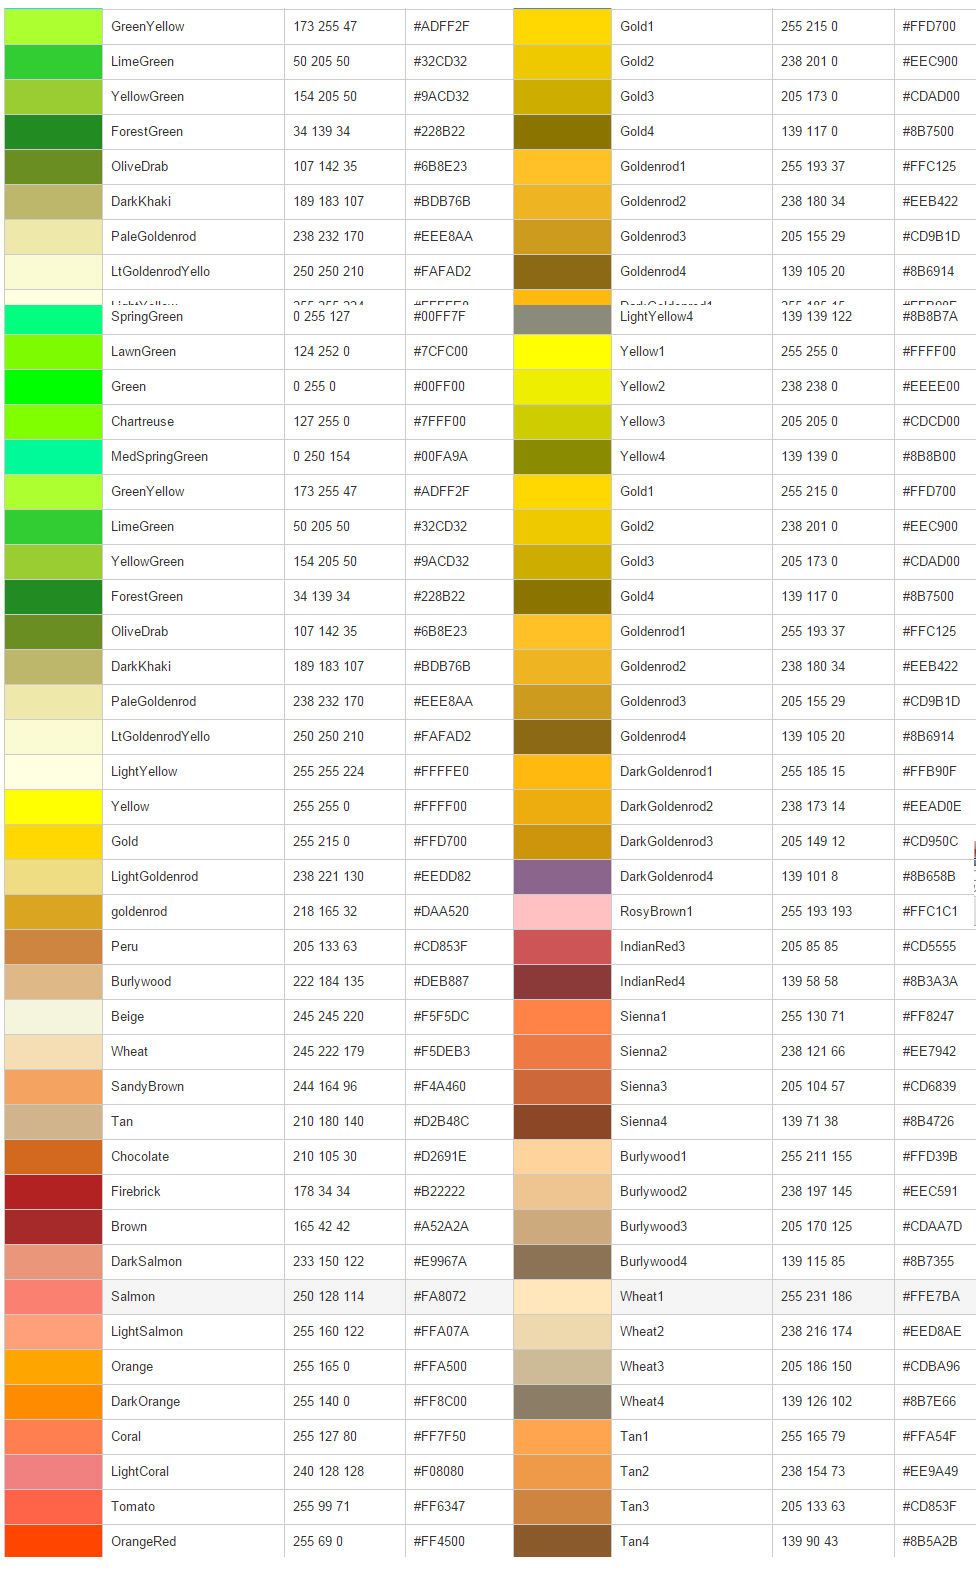 GreenYellow 173 255 47 #ADFF2F Gold1 255 215 0 #FFD700
LimeGreen 50 205 50 #32CD32 Gold2 238 201 0 #EEC900
YellowGreen 154 205 50 #9ACD32 Gold3 205 173 0 #CDAD00
ForestGreen 34 139 34 #228B22 Gold4 139 117 0 #8B7500
OliveDrab 107 142 35 #6B8E23 Goldenrod1 255 193 37 #FFC125
DarkKhaki 189 183 107 #BDB76B Goldenrod2 238 180 34 #EEB422
PaleGoldenrod 238 232 170 #EEE8AA Goldenrod3 205 155 29 #CD9B1D
LtGoldenrodYello 250 250 210 #FAFAD2 Goldenrod4 139 105 20 #8B6914
SpringGreen 0 255 127 #00FF7F LightYellow4 139 139 122 #8B8B7A
LawnGreen 124 252 0 #7CFC00 Yellow1 255 255 0 #FFFF00
Green 0 255 0 #00FF00 Yellow2 238 238 0 #EEEE00
Chartreuse 127 255 0 #7FFF00 Yellow3 205 205 0 #CDCD00
MedSpringGreen 0 250 154 #00FA9A Yellow4 139 139 0 #8B8B00
GreenYellow 173 255 47 #ADFF2F Gold1 255 215 0 #FFD700
LimeGreen 50 205 50 #32CD32 Gold2 238 201 0 #EEC900
YellowGreen 154 205 50 #9ACD32 Gold3 205 173 0 #CDAD00
ForestGreen 34 139 34 #228B22 Gold4 139 117 0 #8B7500
OliveDrab 107 142 35 #6B8E23 Goldenrod1 255 193 37 #FFC125
DarkKhaki 189 183 107 #BDB76B Goldenrod2 238 180 34 #EEB422
PaleGoldenrod 238 232 170 #EEE8AA Goldenrod3 205 155 29 #CD9B1D
LtGoldenrodYello 250 250 210 #FAFAD2 Goldenrod4 139 105 20 #8B6914
LightYellow 255 255 224 #FFFFE0 DarkGoldenrod1 255 185 15 #FFB90F
Yellow 255 255 0 #FFFF00 DarkGoldenrod2 238 173 14 #EEAD0E
Gold 255 215 0 #FFD700 DarkGoldenrod3 205 149 12 #CD950C
LightGoldenrod 238 221 130 #EEDD82 DarkGoldenrod4 139 101 8 #8B658B
goldenrod 218 165 32 #DAA520 RosyBrown1 255 193 193 #FFC1C1
Peru 205 133 63 #CD853F IndianRed3 205 85 85 #CD5555
Burlywood 222 184 135 #DEB887 IndianRed4 139 58 58 #8B3A3A
Beige 245 245 220 #F5F5DC Sienna1 255 130 71 #FF8247
Wheat 245 222 179 #F5DEB3 Sienna2 238 121 66 #EE7942
SandyBrown 244 164 96 #F4A460 Sienna3 205 104 57 #CD6839
Tan 210 180 140 #D2B48C Sienna4 139 71 38 #8B4726
Chocolate 210 105 30 #D2691E Burlywood1 255 211 155 #FFD39B
Firebrick 178 34 34 #B22222 Burlywood2 238 197 145 #EEC591
Brown 165 42 42 #A52A2A Burlywood3 205 170 125 #CDAA7D
DarkSalmon 233 150 122 #E9967A Burlywood4 139 115 85 #8B7355
Salmon 250 128 114 #FA8072 Wheat1 255 231 186 #FFE7BA
LightSalmon 255 160 122 #FFA07A Wheat2 238 216 174 #EED8AE
Orange 255 165 0 #FFA500 Wheat3 205 186 150 #CDBA96
DarkOrange 255 140 0 #FF8C00 Wheat4 139 126 102 #8B7E66
Coral 255 127 80 #FF7F50 Tan1 255 165 79 #FFA54F
LightCoral 240 128 128 #F08080 Tan2 238 154 73 #EE9A49
Tomato 255 99 71 #FF6347 Tan3 205 133 63 #CD853F
OrangeRed 255 69 0 #FF4500 Tan4 139 90 43 #8B5A2B